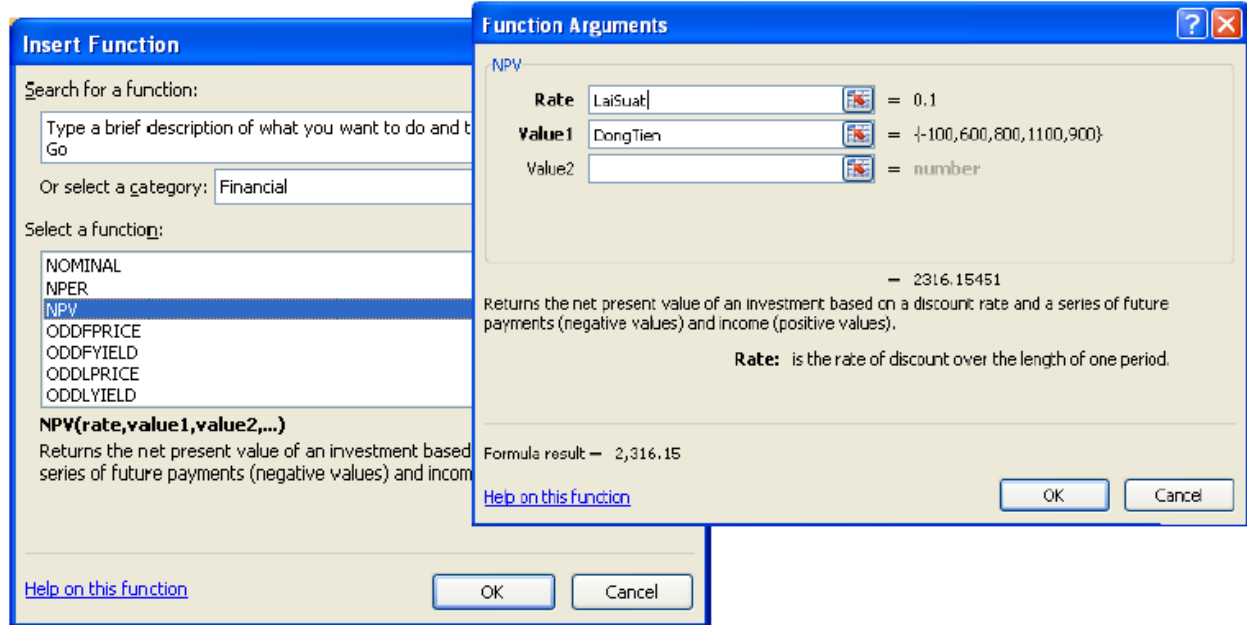 Insert Function
Search for a function:
Type a brief description of what you want to do and t
Go
Or select a category: Financial
Select a function:
NOMINAL
NPER
NPV
ODDFPRICE
ODDFYIELD
ODDLPRICE
ODDLYIELD
NPV(rate,value1,value2,...)
Returns the net present value of an investment based
series of future payments (negative values) and incom
Help on this function
OK
Cancel
Function Arguments
NPV
Rate LaiSuat = 0.1
Value1 DongTien = {-100,600,800,1100,900}
Value2 = number
= 2316.15451
Returns the net present value of an investment based on a discount rate and a series of future
payments (negative values) and income (positive values).
Rate: is the rate of discount over the length of one period.
Formula result = 2,316.15
Help on this function
OK
Cancel